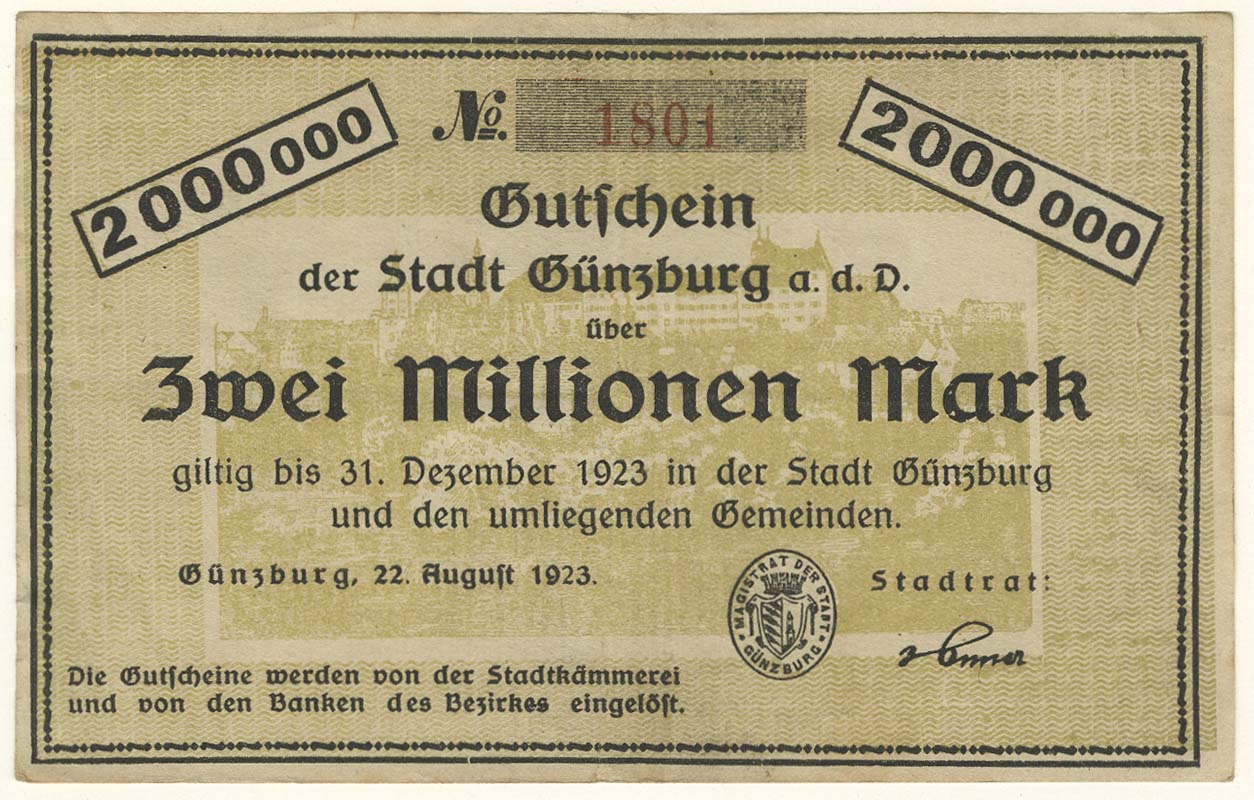 2000000
No. 1801
2000000
Gutschein
der Stadt Günzburg a. d. D.
über
Zwei Millionen Mark
giltig bis 31. Dezember 1923 in der Stadt Günzburg
und den umliegenden Gemeinden.
Günzburg, 22. August 1923.
MAGISTRAT DER STADT
GÜNZBURG
Stadtrat:
Die Gutscheine werden von der Stadtkämmerei
und von den Banken des Bezirkes eingelöst.